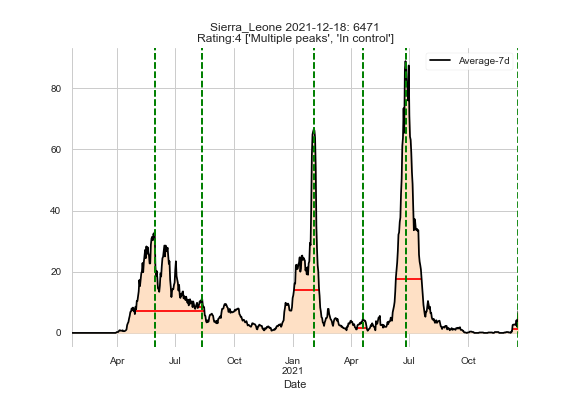 Sierra_Leone 2021-12-18: 6471
Rating:4 ['Multiple peaks', 'In control']
Average-7d
80
60
40
20
0
Apr Jul Oct Jan Apr Jul Oct
2021
Date